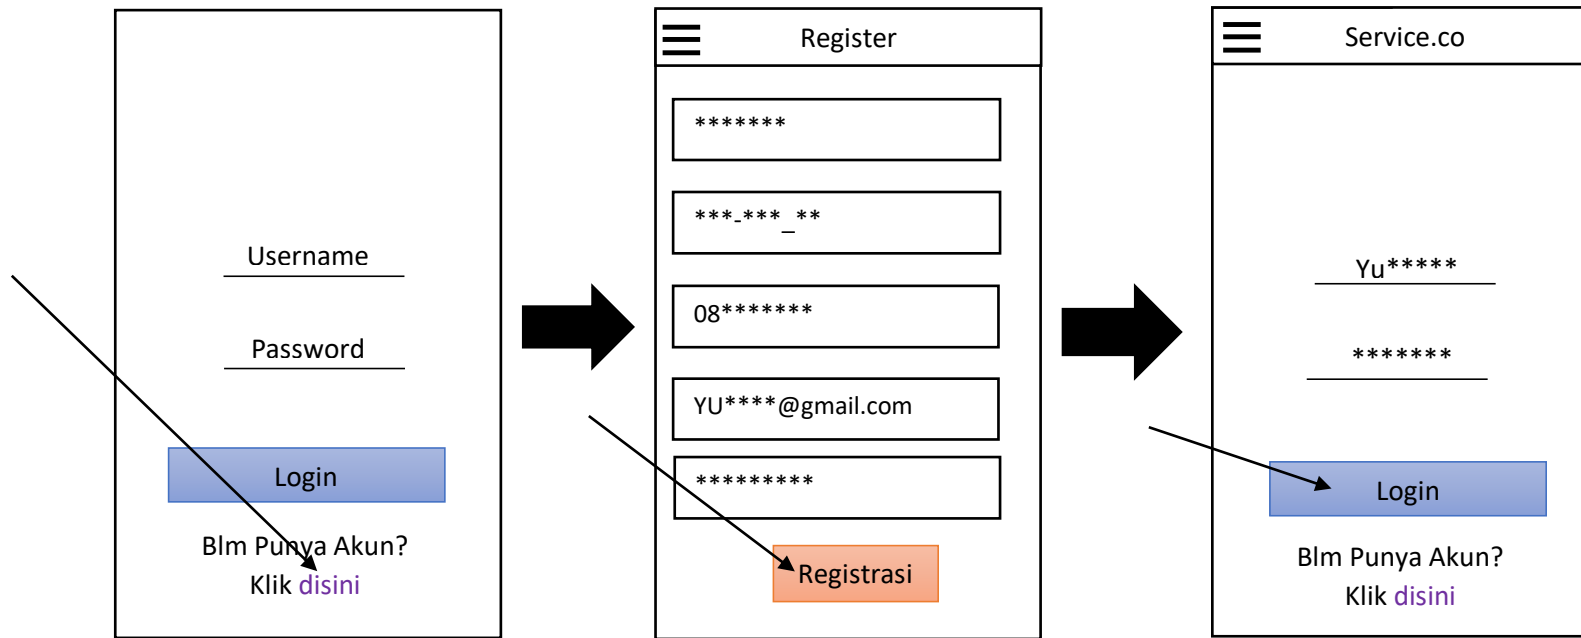 Username
Password
Login
Blm Punya Akun?
Klik disini
Register
*******
***-***_**
08*******
YU****@gmail.com
*********
Registrasi
Service.co
Yu*****
*******
Login
Blm Punya Akun?
Klik disini